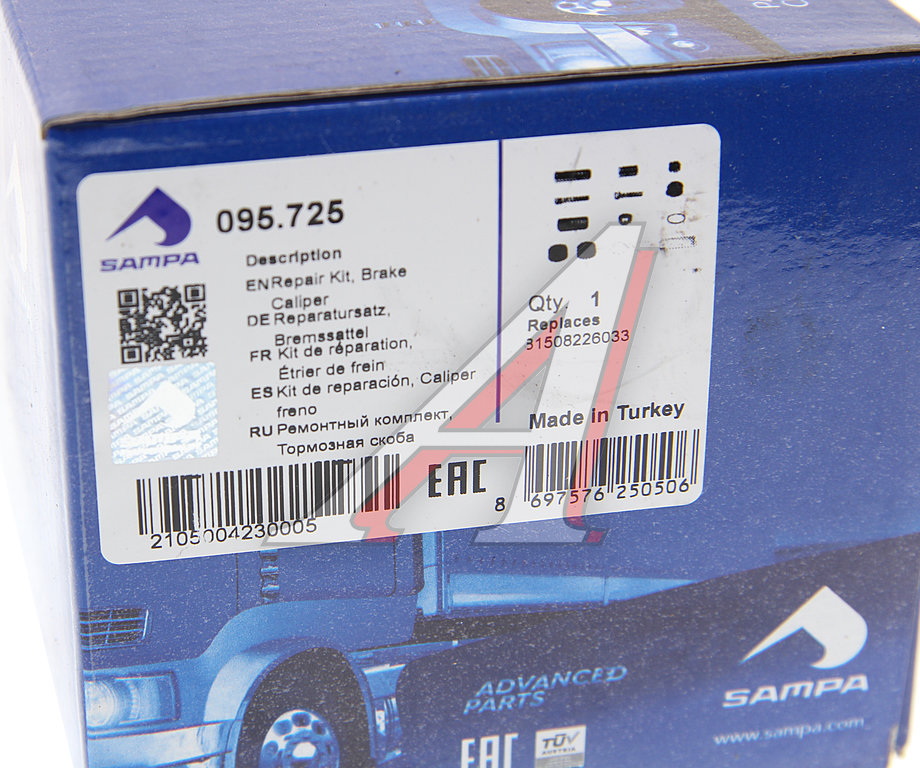 SAMPA
095.725
Description
EN Repair Kit, Brake
Caliper
DE Reparatursatz,
Bremssattel
FR Kit de réparation,
Étrier de frein
ES Kit de reparación, Caliper
freno
RU Ремонтный комплект,
Тормозная скоба
2105004230005
EAC
Qty. 1
Replaces
81508226033
Made in Turkey
8 697576 250506
ADVANCED
PARTS
EAC
TÜV
AUSTRIA
SAMPA
www.sampa.com